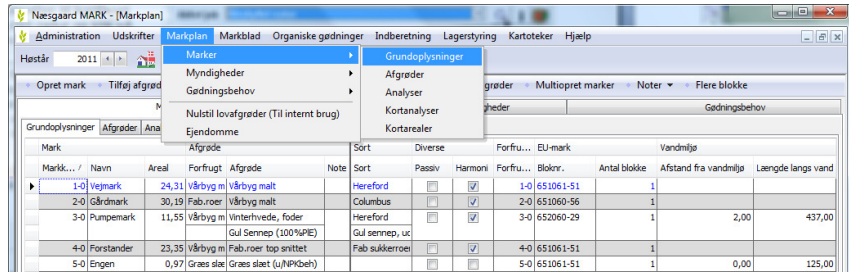 Næsgaard MARK - [Markplan]
Administration Udskrifter Markplan Markblad Organiske gødninger Indberetning Lagerstyring Kartoteker Hjælp
Høstår 2011
Marker
Grundoplysninger
Myndigheder
Afgrøder
Gødningsbehov
Analyser
Nulstil lovafgrøder (Til internt brug)
Kortanalyser
Ejendomme
Kortarealer
Opret mark Tilføj Multiopret marker Noter Flere blokke
Gødningsbehov
Grundoplysninger Afgrøder
Mark Afgrøde Sort Diverse Forfru... EU-mark Vandmiljø
Markk... / Navn Areal Forfrugt Afgrøde Note Sort Passiv Harmoni Forfru... Bloknr. Antal blokke Afstand fra vandmiljø Længde langs vand
1-0 Vejmark 24,31 Vårbyg m Vårbyg malt Hereford 1-0 651061-51 1
2-0 Gårdmark 30,19 Fab.roer Vårbyg malt Columbus 2-0 651060-56 1
3-0 Pumpemark 11,55 Vårbyg m Vinterhvede, foder Hereford 3-0 652060-29 1 2,00 437,00
Gul Sennep (100%PlE) Gul sennep, uc
4-0 Forstander 23,35 Vårbyg m Fab.roer top snittet Fab sukkerroer 4-0 651061-51 1
5-0 Engen 0,97 Græs slæ Græs slæt (u/NPKbeh) 5-0 651061-51 1 0,00 125,00